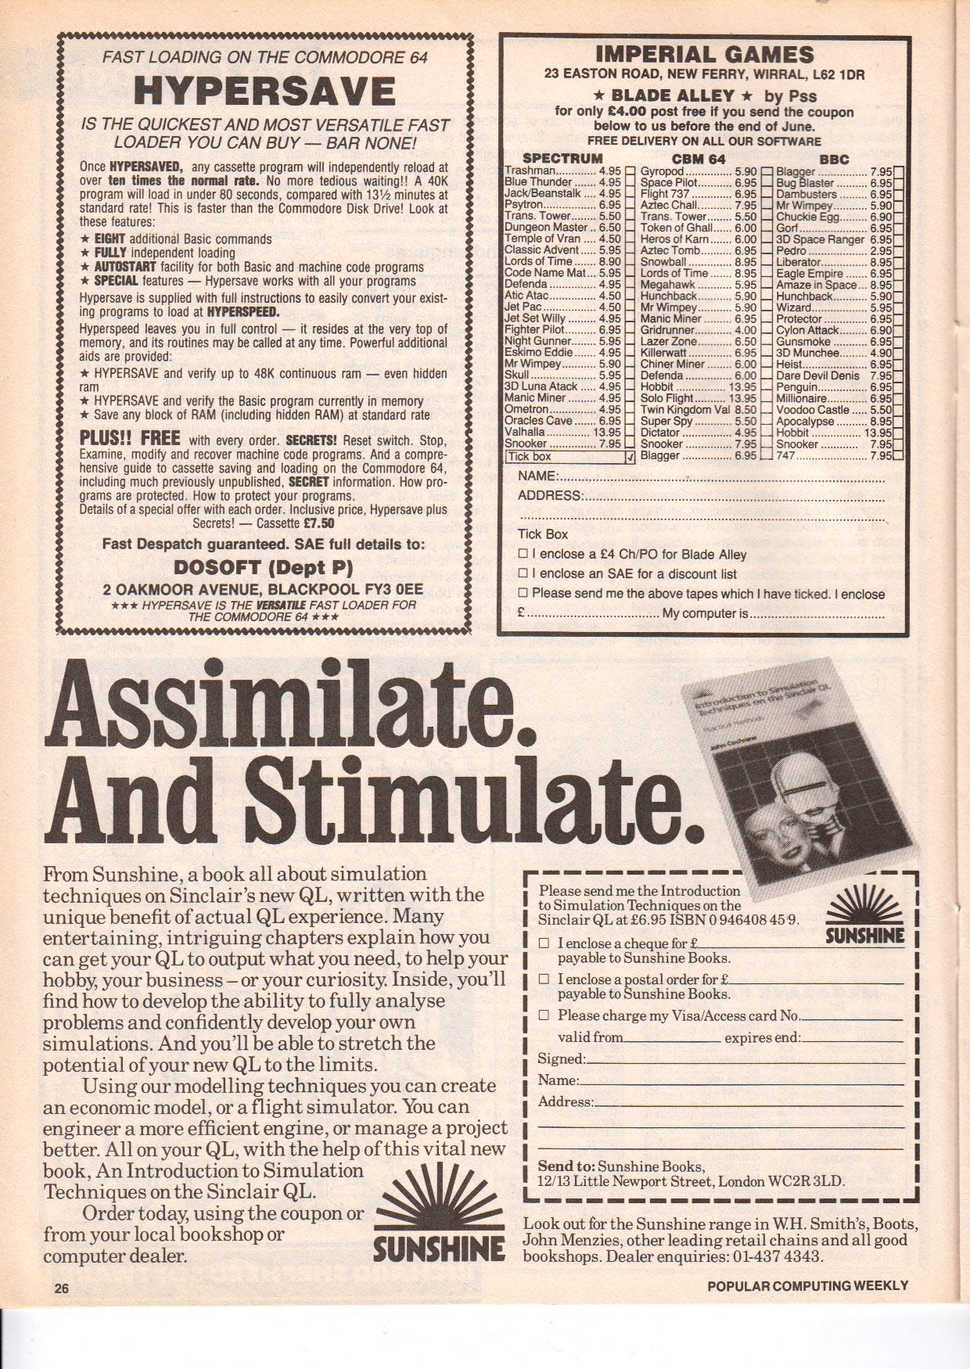 FAST LOADING ON THE COMMODORE 64
HYPERSAVE
IS THE QUICKEST AND MOST VERSATILE FAST
LOADER YOU CAN BUY — BAR NONE!
Once HYPERSAVED, any cassette program will independently reload at
over ten times the normal rate. No more tedious waiting!! A 40K
program will load in under 80 seconds, compared with 13½ minutes at
standard rate! This is faster than the Commodore Disk Drive! Look at
these features:
★ EIGHT additional Basic commands
★ FULLY independent loading
★ AUTOSTART facility for both Basic and machine code programs
★ SPECIAL features — Hypersave works with all your programs
Hypersave is supplied with full instructions to easily convert your exist-
ing programs to load at HYPERSPEED.
Hyperspeed leaves you in full control — it resides at the very top of
memory, and its routines may be called at any time. Powerful additional
aids are provided:
★ HYPERSAVE and verify up to 48K continuous ram — even hidden
ram
★ HYPERSAVE and verify the Basic program currently in memory
★ Save any block of RAM (including hidden RAM) at standard rate
PLUS!! FREE with every order. SECRETS! Reset switch. Stop,
Examine, modify and recover machine code programs. And a compre-
hensive guide to cassette saving and loading on the Commodore 64,
including much previously unpublished, SECRET information. How pro-
grams are protected. How to protect your programs.
Details of a special offer with each order. Inclusive price, Hypersave plus
Secrets! — Cassette £7.50
Fast Despatch guaranteed. SAE full details to:
DOSOFT (Dept P)
2 OAKMOOR AVENUE, BLACKPOOL FY3 0EE
★★★ HYPERSAVE IS THE VERSATILE FAST LOADER FOR
THE COMMODORE 64 ★★★
IMPERIAL GAMES
23 EASTON ROAD, NEW FERRY, WIRRAL, L62 1DR
★ BLADE ALLEY ★ by Pss
for only £4.00 post free if you send the coupon
below to us before the end of June.
FREE DELIVERY ON ALL OUR SOFTWARE
SPECTRUM
Trashman............ 4.95
Blue Thunder ....... 4.95
Jack/Beanstalk .... 4.95
Psytron................ 6.95
Trans. Tower........ 5.50
Dungeon Master .. 6.50
Temple of Vran .... 4.50
Classic Advent .... 5.95
Lords of Time ...... 8.90
Code Name Mat... 5.95
Defenda .............. 4.95
Atic Atac.............. 4.50
Jet Pac ................ 4.50
Jet Set Willy ........ 4.95
Fighter Pilot......... 6.95
Night Gunner....... 5.95
Eskimo Eddie ...... 4.95
Mr Wimpey.......... 5.90
Skull .................... 5.95
3D Luna Atack ..... 4.95
Manic Miner ........ 4.95
Ometron.............. 4.95
Oracles Cave ...... 6.95
Valhalla .............. 13.95
Snooker .............. 7.95
Tick box
CBM 64
Gyropod.............. 5.90
Space Pilot.......... 6.95
Flight 737 ............ 6.95
Aztec Chall.......... 7.95
Trans. Tower....... 5.50
Token of Ghall...... 6.00
Heros of Karn ...... 6.00
Aztec Tomb......... 6.95
Snowball ............. 8.95
Lords of Time ...... 8.95
Megahawk .......... 5.95
Hunchback.......... 5.90
Mr Wimpey.......... 5.90
Manic Miner ........ 6.95
Gridrunner........... 4.00
Lazer Zone.......... 6.50
Killerwatt ............. 6.95
Chiner Miner ....... 6.00
Defenda .............. 6.00
Hobbit ................ 13.95
Solo Flight.......... 13.95
Twin Kingdom Val 8.50
Super Spy ........... 5.50
Dictator ............... 4.95
Snooker .............. 7.95
Blagger ............... 6.95
BBC
Blagger ............... 7.95
Bug Blaster ......... 6.95
Dambusters ........ 6.95
Mr Wimpey.......... 5.90
Chuckie Egg........ 6.90
Gorf..................... 6.95
3D Space Ranger 6.95
Pedro .................. 2.95
Liberator.............. 8.95
Eagle Empire ...... 6.95
Amaze in Space... 8.95
Hunchback.......... 5.90
Wizard................. 5.95
Protector ............. 6.95
Cylon Attack........ 6.90
Gunsmoke .......... 6.95
3D Munchee........ 4.90
Heist.................... 6.95
Dare Devil Denis 7.95
Penguin............... 6.95
Millionaire............ 6.95
Voodoo Castle ..... 5.50
Apocalypse ......... 8.95
Hobbit ................ 13.95
Snooker .............. 7.95
747...................... 7.95
NAME:..........
ADDRESS:..........
Tick Box
☐ I enclose a £4 Ch/PO for Blade Alley
☐ I enclose an SAE for a discount list
☐ Please send me the above tapes which I have ticked. I enclose
£.......... My computer is..........
Assimilate.
And Stimulate.
Introduction to Simulation
Techniques on the Sinclair QL
Practical Methods
John Cochrane
From Sunshine, a book all about simulation
techniques on Sinclair's new QL, written with the
unique benefit of actual QL experience. Many
entertaining, intriguing chapters explain how you
can get your QL to output what you need, to help your
hobby, your business – or your curiosity. Inside, you'll
find how to develop the ability to fully analyse
problems and confidently develop your own
simulations. And you'll be able to stretch the
potential of your new QL to the limits.
Using our modelling techniques you can create
an economic model, or a flight simulator. You can
engineer a more efficient engine, or manage a project
better. All on your QL, with the help of this vital new
book, An Introduction to Simulation
Techniques on the Sinclair QL.
Order today, using the coupon or
from your local bookshop or
computer dealer.
SUNSHINE
Please send me the Introduction
to Simulation Techniques on the
Sinclair QL at £6.95 ISBN 0 946408 45 9.
SUNSHINE
☐ I enclose a cheque for £
payable to Sunshine Books.
☐ I enclose a postal order for £
payable to Sunshine Books.
☐ Please charge my Visa/Access card No.
valid from expires end:
Signed:
Name:
Address:
Send to: Sunshine Books,
12/13 Little Newport Street, London WC2R 3LD.
Look out for the Sunshine range in W.H. Smith's, Boots,
John Menzies, other leading retail chains and all good
bookshops. Dealer enquiries: 01-437 4343.
26
POPULAR COMPUTING WEEKLY